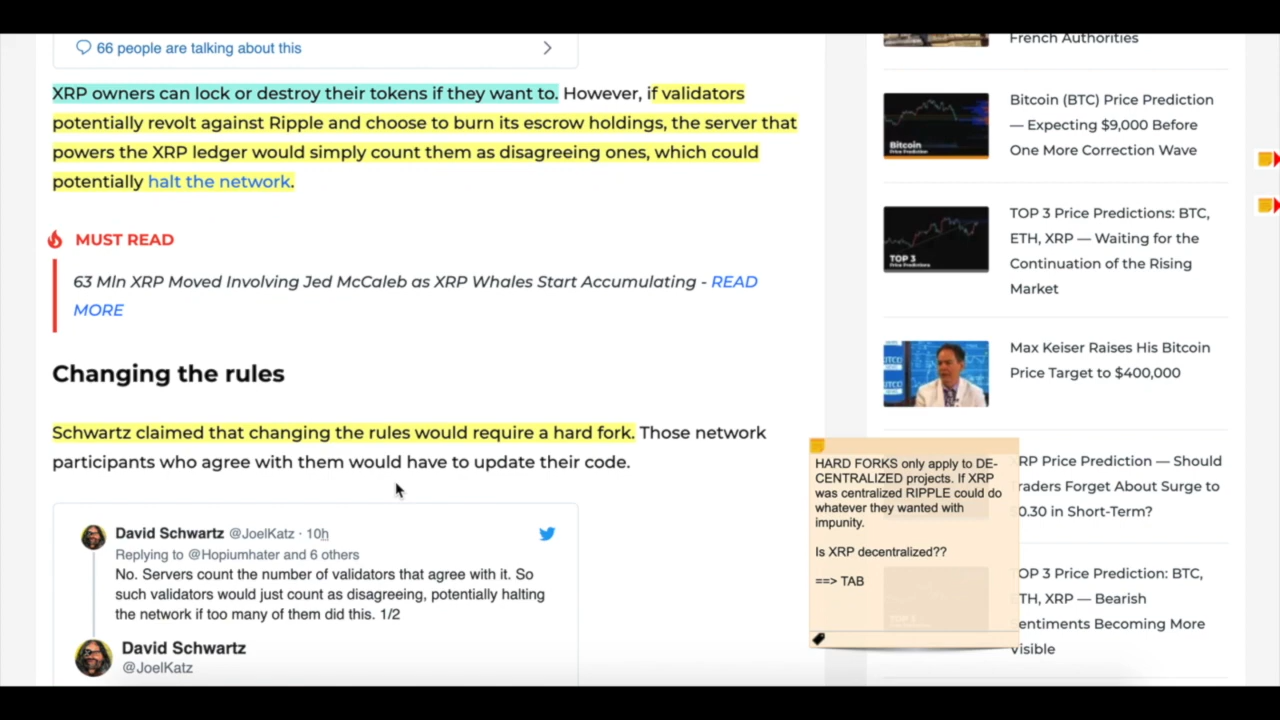 66 people are talking about this
XRP owners can lock or destroy their tokens if they want to. However, if validators
potentially revolt against Ripple and choose to burn its escrow holdings, the server that
powers the XRP ledger would simply count them as disagreeing ones, which could
potentially halt the network.
MUST READ
63 Mln XRP Moved Involving Jed McCaleb as XRP Whales Start Accumulating - READ
MORE
Changing the rules
Schwartz claimed that changing the rules would require a hard fork. Those network
participants who agree with them would have to update their code.
David Schwartz @JoelKatz · 10h
Replying to @Hopiumhater and 6 others
No. Servers count the number of validators that agree with it. So
such validators would just count as disagreeing, potentially halting
the network if too many of them did this. 1/2
David Schwartz
@JoelKatz
HARD FORKS only apply to DE-
CENTRALIZED projects. If XRP
was centralized RIPPLE could do
whatever they wanted with
impunity.
Is XRP decentralized??
==> TAB
French Authorities
Bitcoin
Bitcoin (BTC) Price Prediction
— Expecting $9,000 Before
One More Correction Wave
TOP 3
TOP 3 Price Predictions: BTC,
ETH, XRP — Waiting for the
Continuation of the Rising
Market
Max Keiser Raises His Bitcoin
Price Target to $400,000
XRP Price Prediction — Should
Traders Forget About Surge to
$0.30 in Short-Term?
TOP 3 Price Prediction: BTC,
ETH, XRP — Bearish
Sentiments Becoming More
Visible